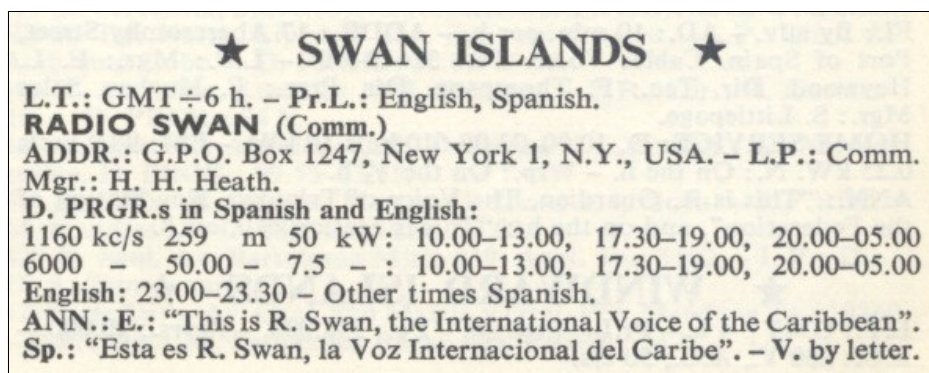 ★ SWAN ISLANDS ★
L.T.: GMT÷6 h. – Pr.L.: English, Spanish.
RADIO SWAN (Comm.)
ADDR.: G.P.O. Box 1247, New York 1, N.Y., USA. – L.P.: Comm.
Mgr.: H. H. Heath.
D. PRGR.s in Spanish and English:
1160 kc/s 259 m 50 kW: 10.00–13.00, 17.30–19.00, 20.00–05.00
6000 – 50.00 – 7.5 – : 10.00–13.00, 17.30–19.00, 20.00–05.00
English: 23.00–23.30 – Other times Spanish.
ANN.: E.: “This is R. Swan, the International Voice of the Caribbean”.
Sp.: “Esta es R. Swan, la Voz Internacional del Caribe”. – V. by letter.